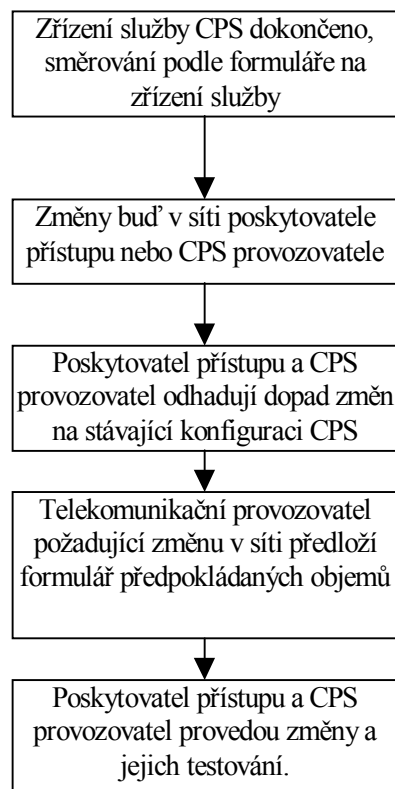 Zřízení služby CPS dokončeno,
směrování podle formuláře na
zřízení služby
Změny buď v síti poskytovatele
přístupu nebo CPS provozovatele
Poskytovatel přístupu a CPS
provozovatel odhadují dopad změn
na stávající konfiguraci CPS
Telekomunikační provozovatel
požadující změnu v síti předloží
formulář předpokládaných objemů
Poskytovatel přístupu a CPS
provozovatel provedou změny a
jejich testování.